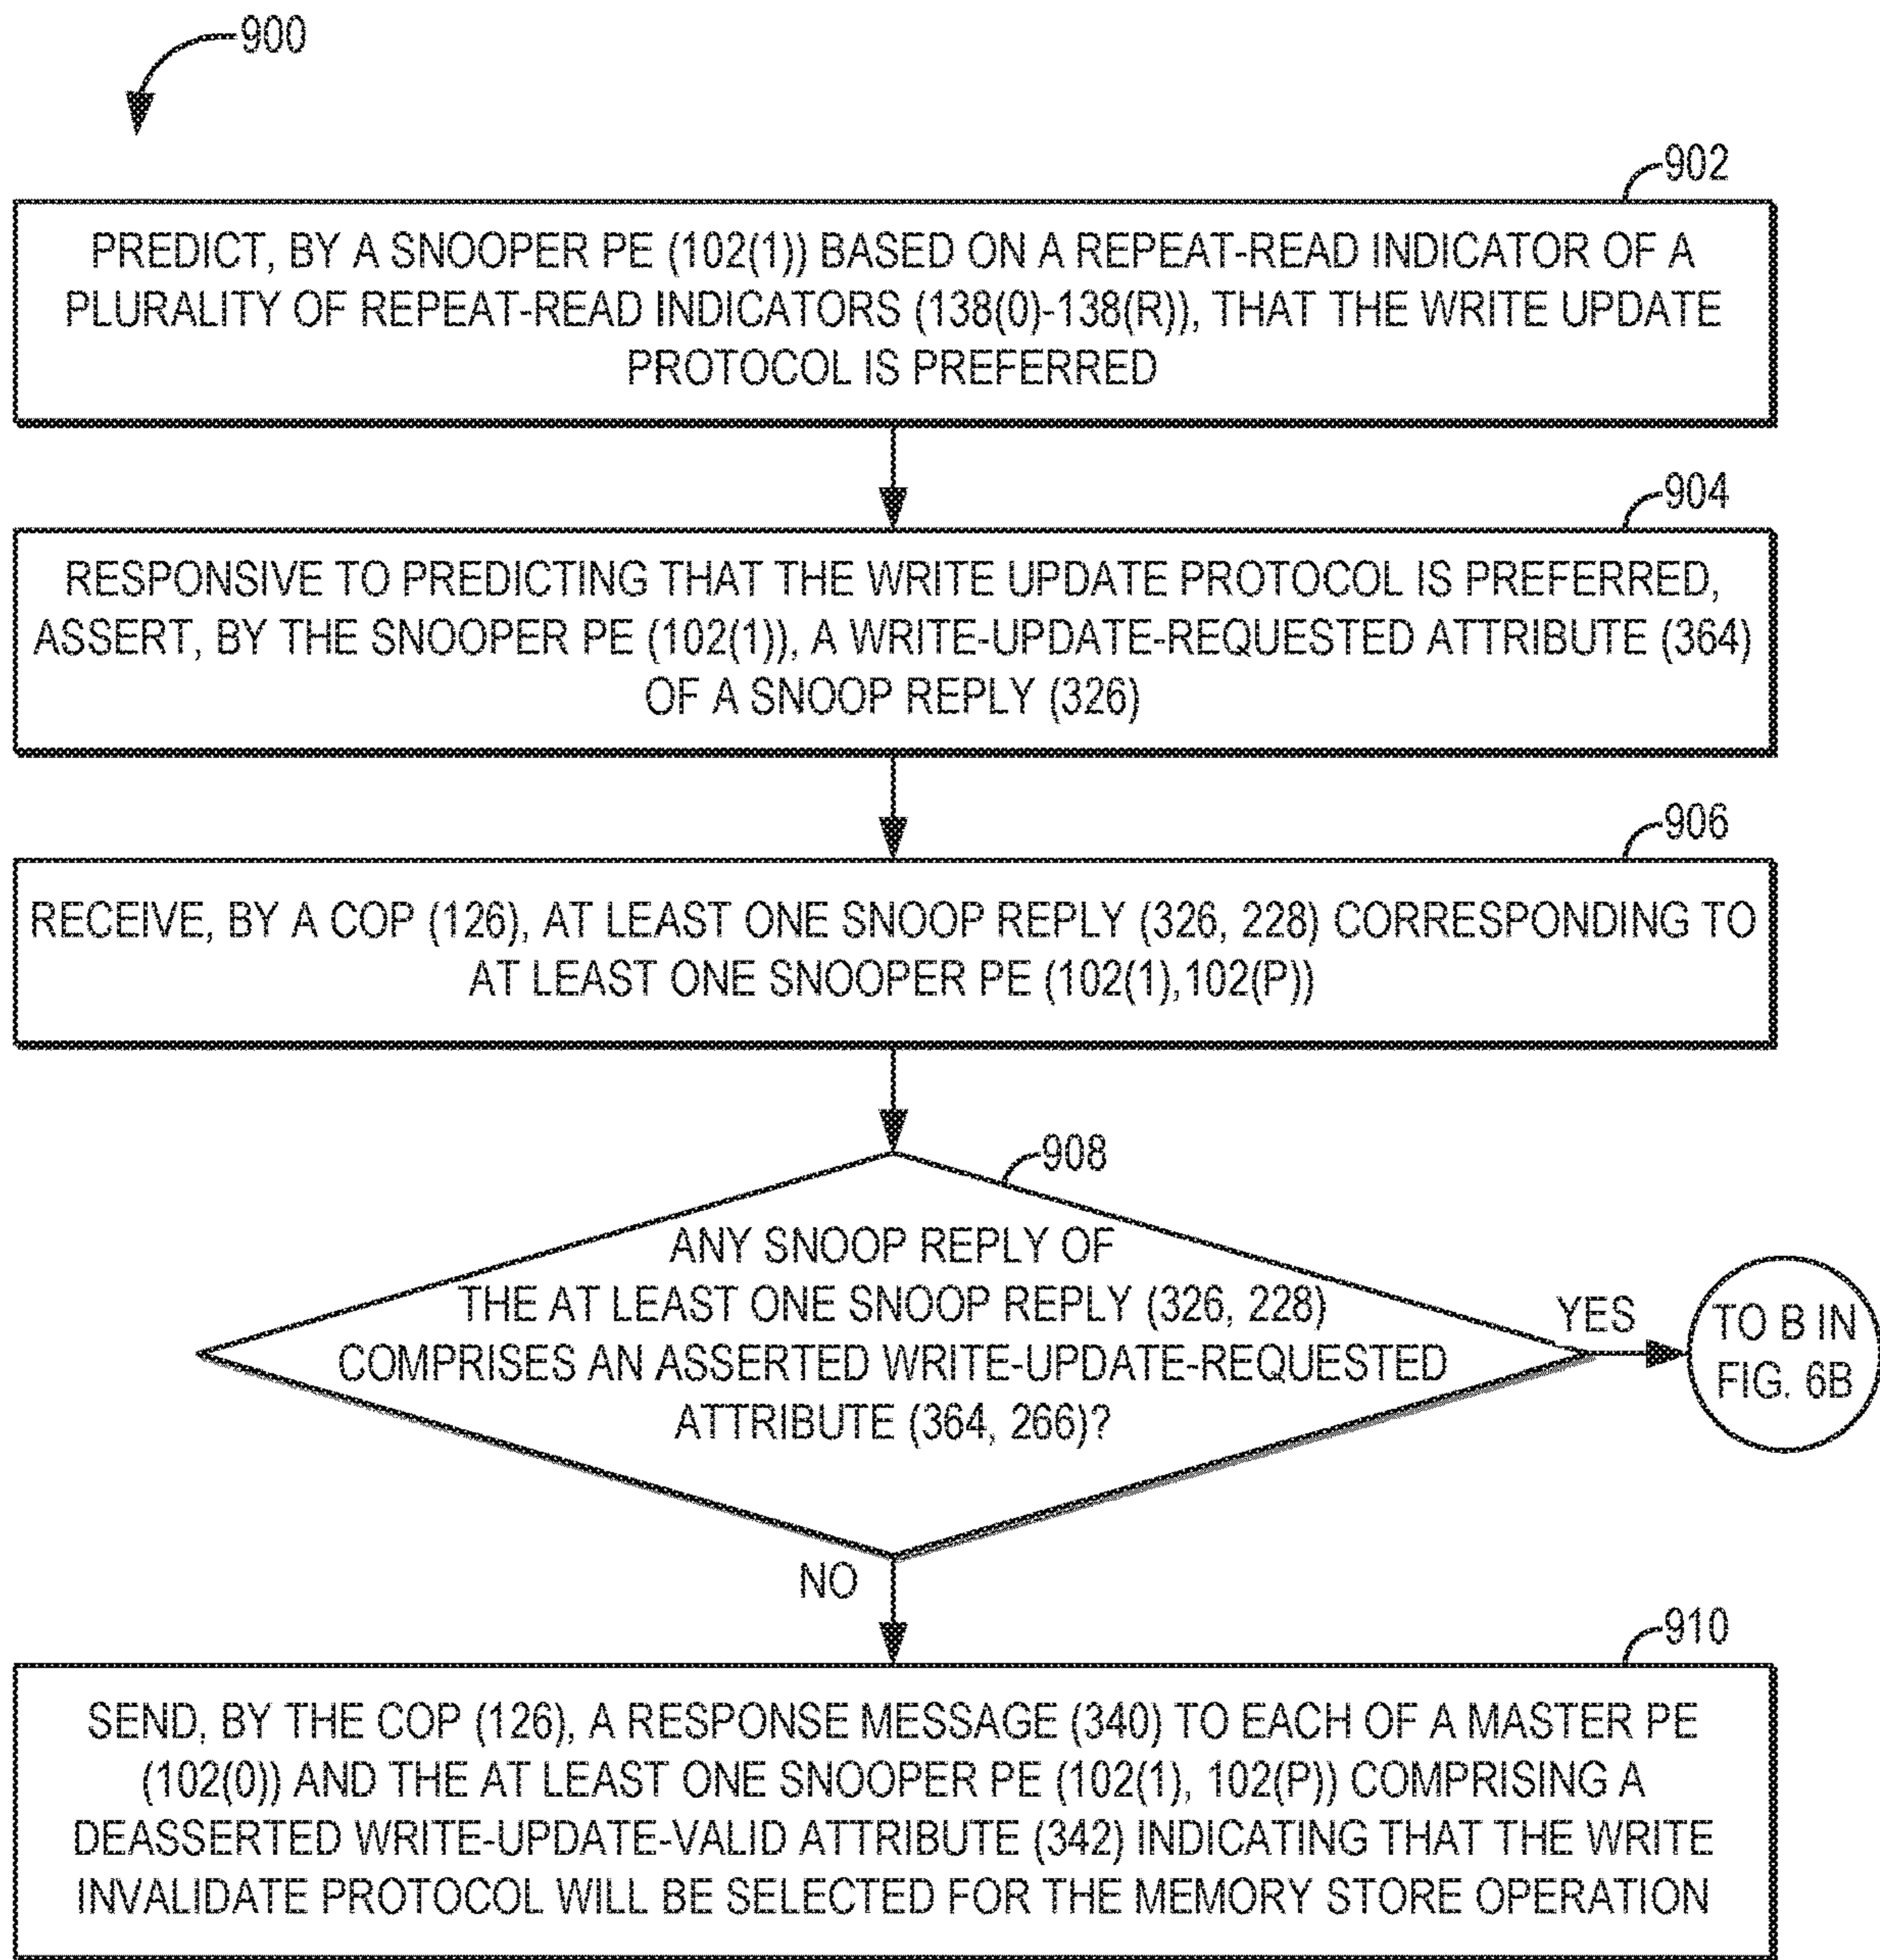 900
902
PREDICT, BY A SNOOPER PE (102(1)) BASED ON A REPEAT-READ INDICATOR OF A
PLURALITY OF REPEAT-READ INDICATORS (138(0)-138(R)), THAT THE WRITE UPDATE
PROTOCOL IS PREFERRED
904
RESPONSIVE TO PREDICTING THAT THE WRITE UPDATE PROTOCOL IS PREFERRED,
ASSERT, BY THE SNOOPER PE (102(1)), A WRITE-UPDATE-REQUESTED ATTRIBUTE (364)
OF A SNOOP REPLY (326)
906
RECEIVE, BY A COP (126), AT LEAST ONE SNOOP REPLY (326, 228) CORRESPONDING TO
AT LEAST ONE SNOOPER PE (102(1),102(P))
908
ANY SNOOP REPLY OF
THE AT LEAST ONE SNOOP REPLY (326, 228)
COMPRISES AN ASSERTED WRITE-UPDATE-REQUESTED
ATTRIBUTE (364, 266)?
YES
TO B IN
FIG. 6B
NO
910
SEND, BY THE COP (126), A RESPONSE MESSAGE (340) TO EACH OF A MASTER PE
(102(0)) AND THE AT LEAST ONE SNOOPER PE (102(1), 102(P)) COMPRISING A
DEASSERTED WRITE-UPDATE-VALID ATTRIBUTE (342) INDICATING THAT THE WRITE
INVALIDATE PROTOCOL WILL BE SELECTED FOR THE MEMORY STORE OPERATION